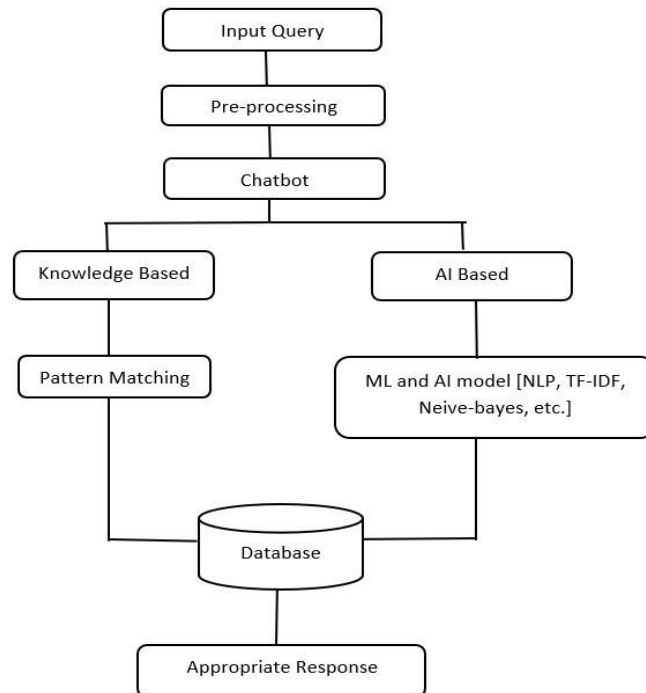 Input Query
Pre-processing
Chatbot
Knowledge Based
AI Based
Pattern Matching
ML and AI model [NLP, TF-IDF,
Neive-bayes, etc.]
Database
Appropriate Response